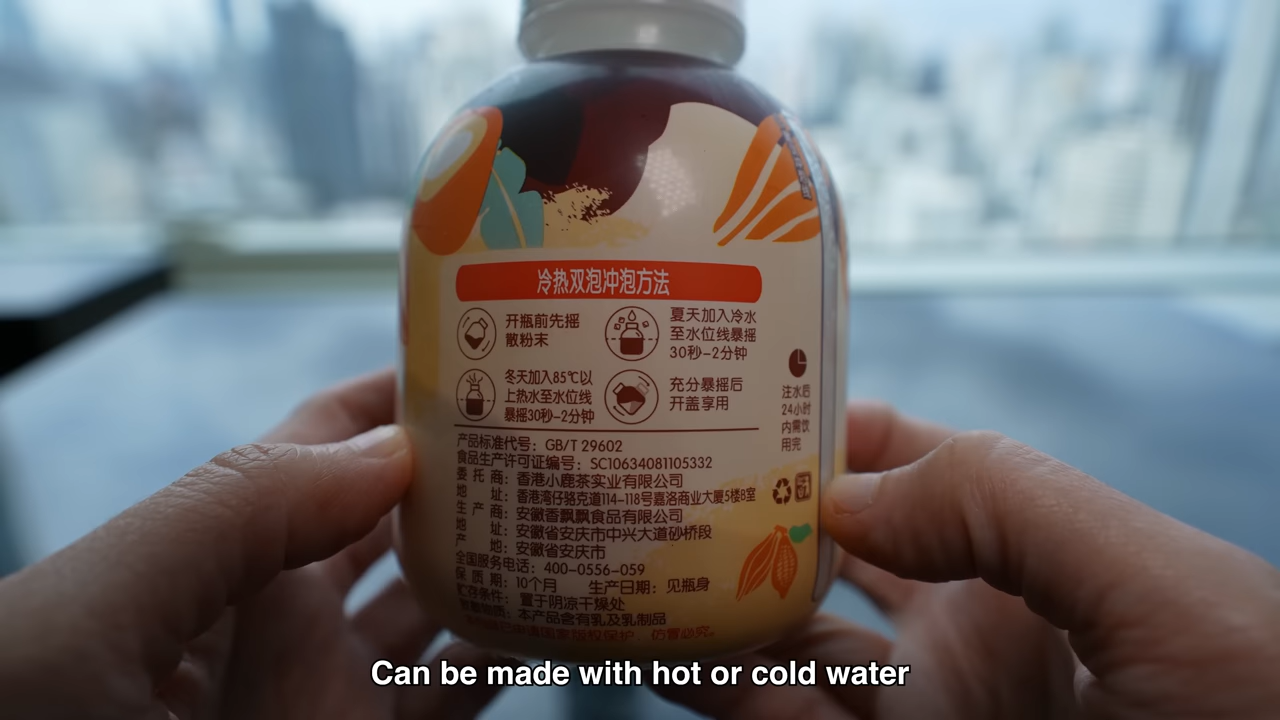 冷热双泡冲泡方法
开瓶前先摇
散粉末
夏天加入冷水
至水位线暴摇
30秒-2分钟
冬天加入85℃以
上热水至水位线
暴摇30秒-2分钟
充分暴摇后
开盖享用
注水后
24小时
内需饮
用完
产品标准代号：GB/T 29602
食品生产许可证编号：SC10634081105332
委托商：香港小鹿茶实业有限公司
地址：香港湾仔骆克道114-118号嘉洛商业大厦5楼B室
生产商：安徽香飘飘食品有限公司
地址：安徽省安庆市中兴大道砂桥段
产地：安徽省安庆市
全国服务电话：400-0556-059
保质期：10个月 生产日期：见瓶身
贮存条件：置于阴凉干燥处
本产品含有乳及乳制品
国家版权保护，仿冒必究。
Can be made with hot or cold water